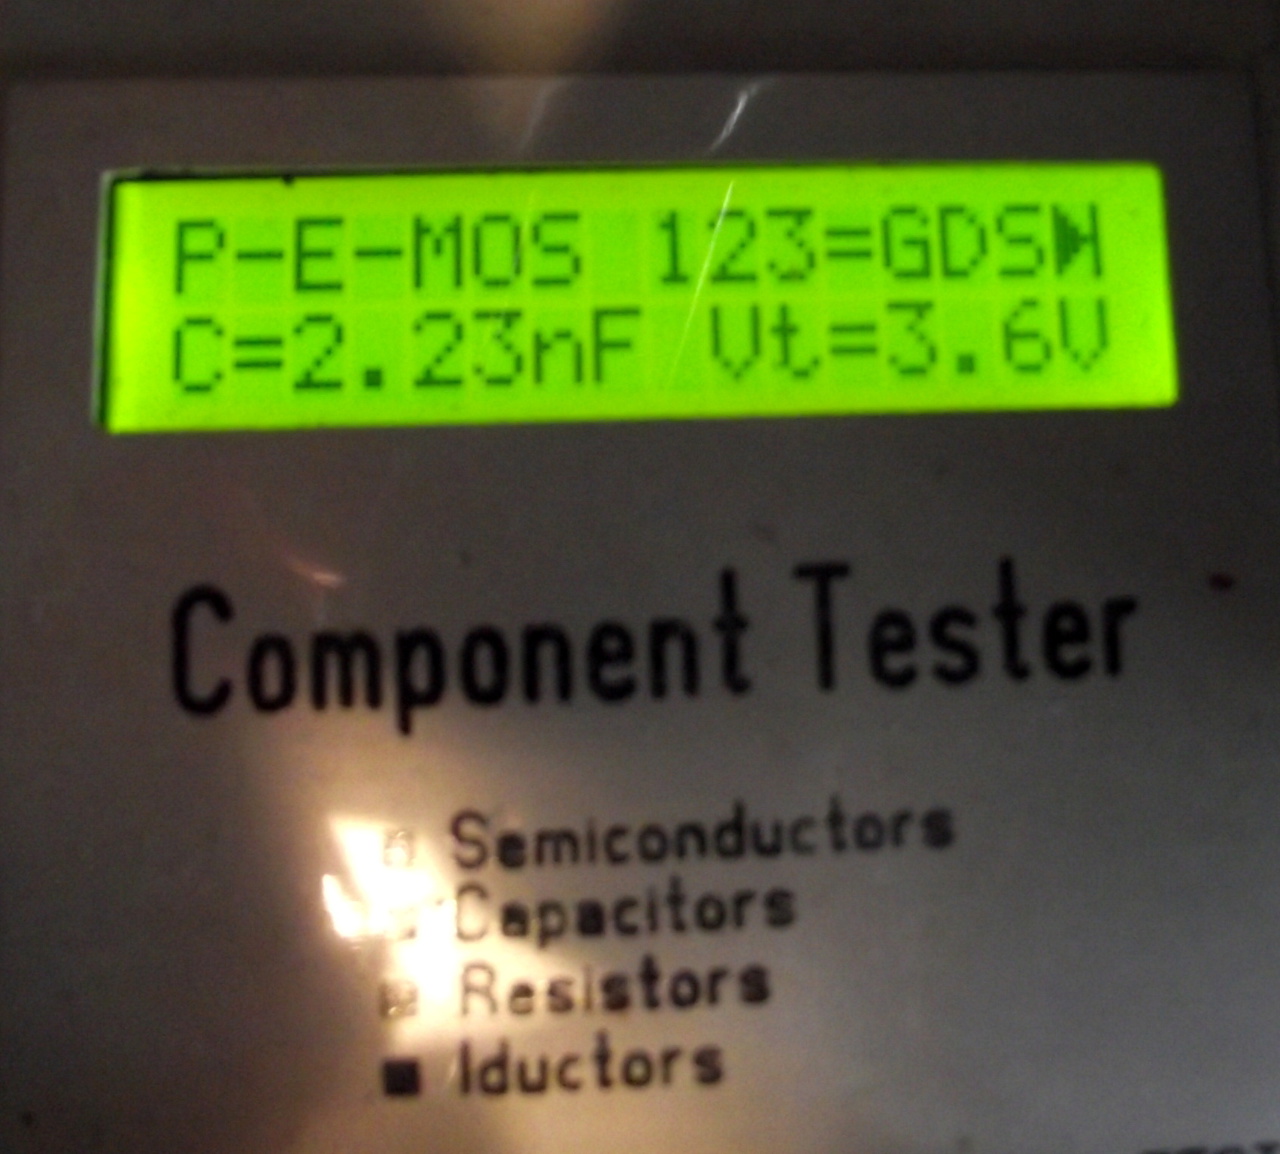 P-E-MOS 123=GDS
C=2.23nF Vt=3.6V
Component Tester
Semiconductors
Capacitors
Resistors
Iductors